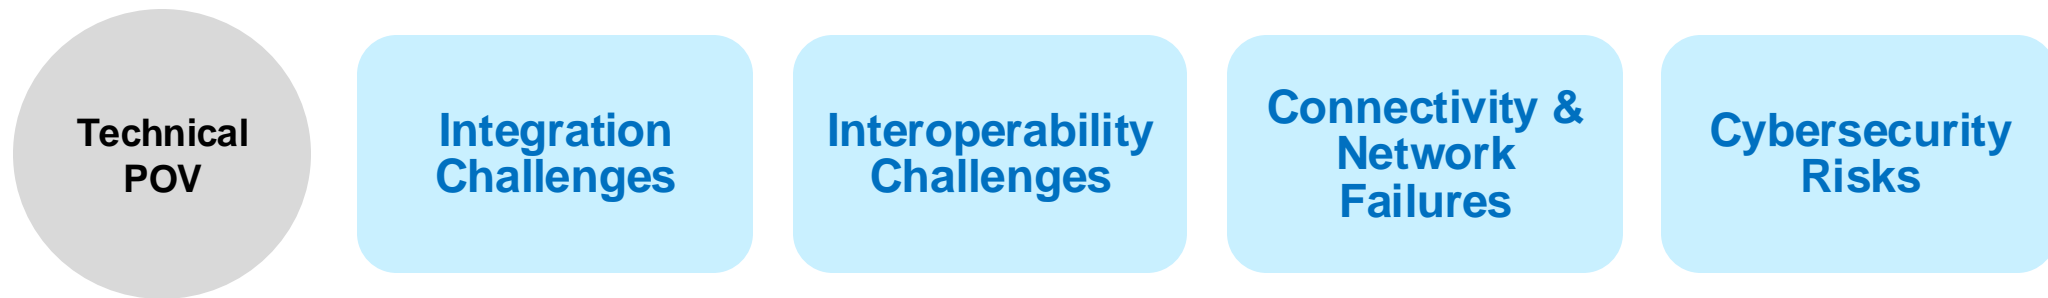 Technical
POV
Integration
Challenges
Interoperability
Challenges
Connectivity &
Network
Failures
Cybersecurity
Risks